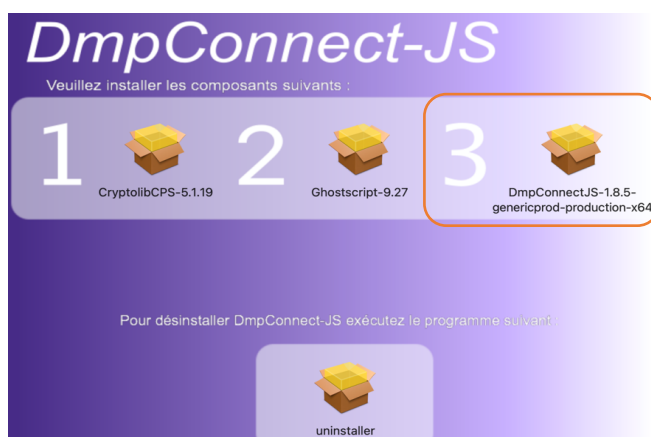 DmpConnect-JS
Veuillez installer les composants suivants :
1
CryptolibCPS-5.1.19
2
Ghostscript-9.27
3
DmpConnectJS-1.8.5-
genericprod-production-x64
Pour désinstaller DmpConnect-JS exécutez le programme suivant
uninstaller